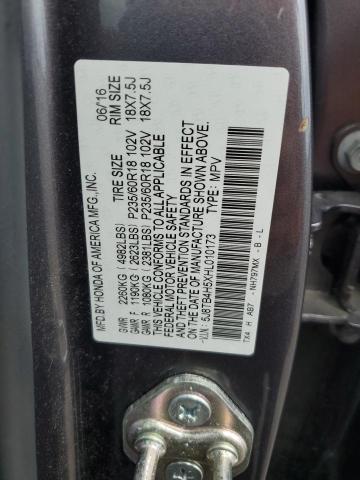 MFD. BY HONDA OF AMERICA MFG., INC. 06/16
TIRE SIZE RIM SIZE
GVWR 2260KG (4982LBS)
GAWR F 1190KG (2623LBS) P235/60R18 102V 18X7.5J
GAWR R 1080KG (2381LBS) P235/60R18 102V 18X7.5J
THIS VEHICLE CONFORMS TO ALL APPLICABLE
FEDERAL MOTOR VEHICLE SAFETY
AND THEFT PREVENTION STANDARDS IN EFFECT
ON THE DATE OF MANUFACTURE SHOWN ABOVE.
V.I.N.: 5J8TB4H5XHL010173 TYPE: MPV
TX4 H AB7 - NH797MX - B - L